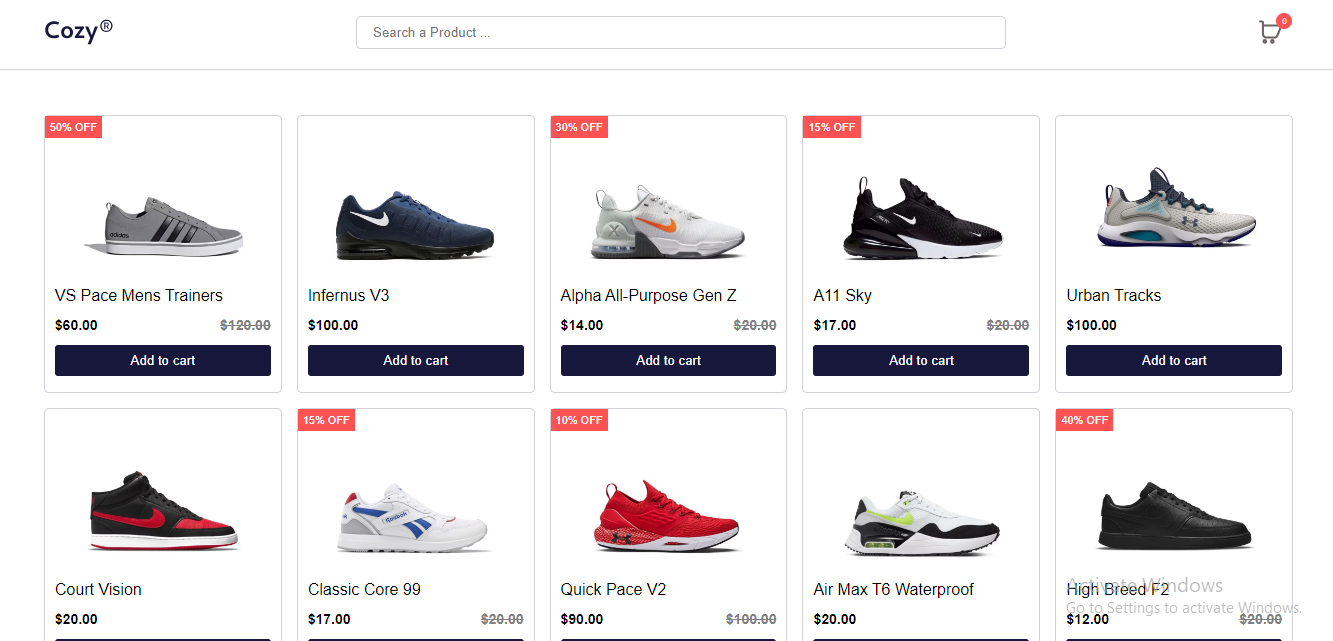 Cozy®
Search a Product ...
0
50% OFF
30% OFF
15% OFF
adidas
AIR
VS Pace Mens Trainers
Infernus V3
Alpha All-Purpose Gen Z
A11 Sky
Urban Tracks
$60.00 $120.00
$100.00
$14.00 $20.00
$17.00 $20.00
$100.00
Add to cart
Add to cart
Add to cart
Add to cart
Add to cart
15% OFF
10% OFF
40% OFF
Reebok
Court Vision
Classic Core 99
Quick Pace V2
Air Max T6 Waterproof
High Breed F2
Activate Windows
$20.00
$17.00 $20.00
$90.00 $100.00
$20.00
$12.00 $20.00
Go to Settings to activate Windows.